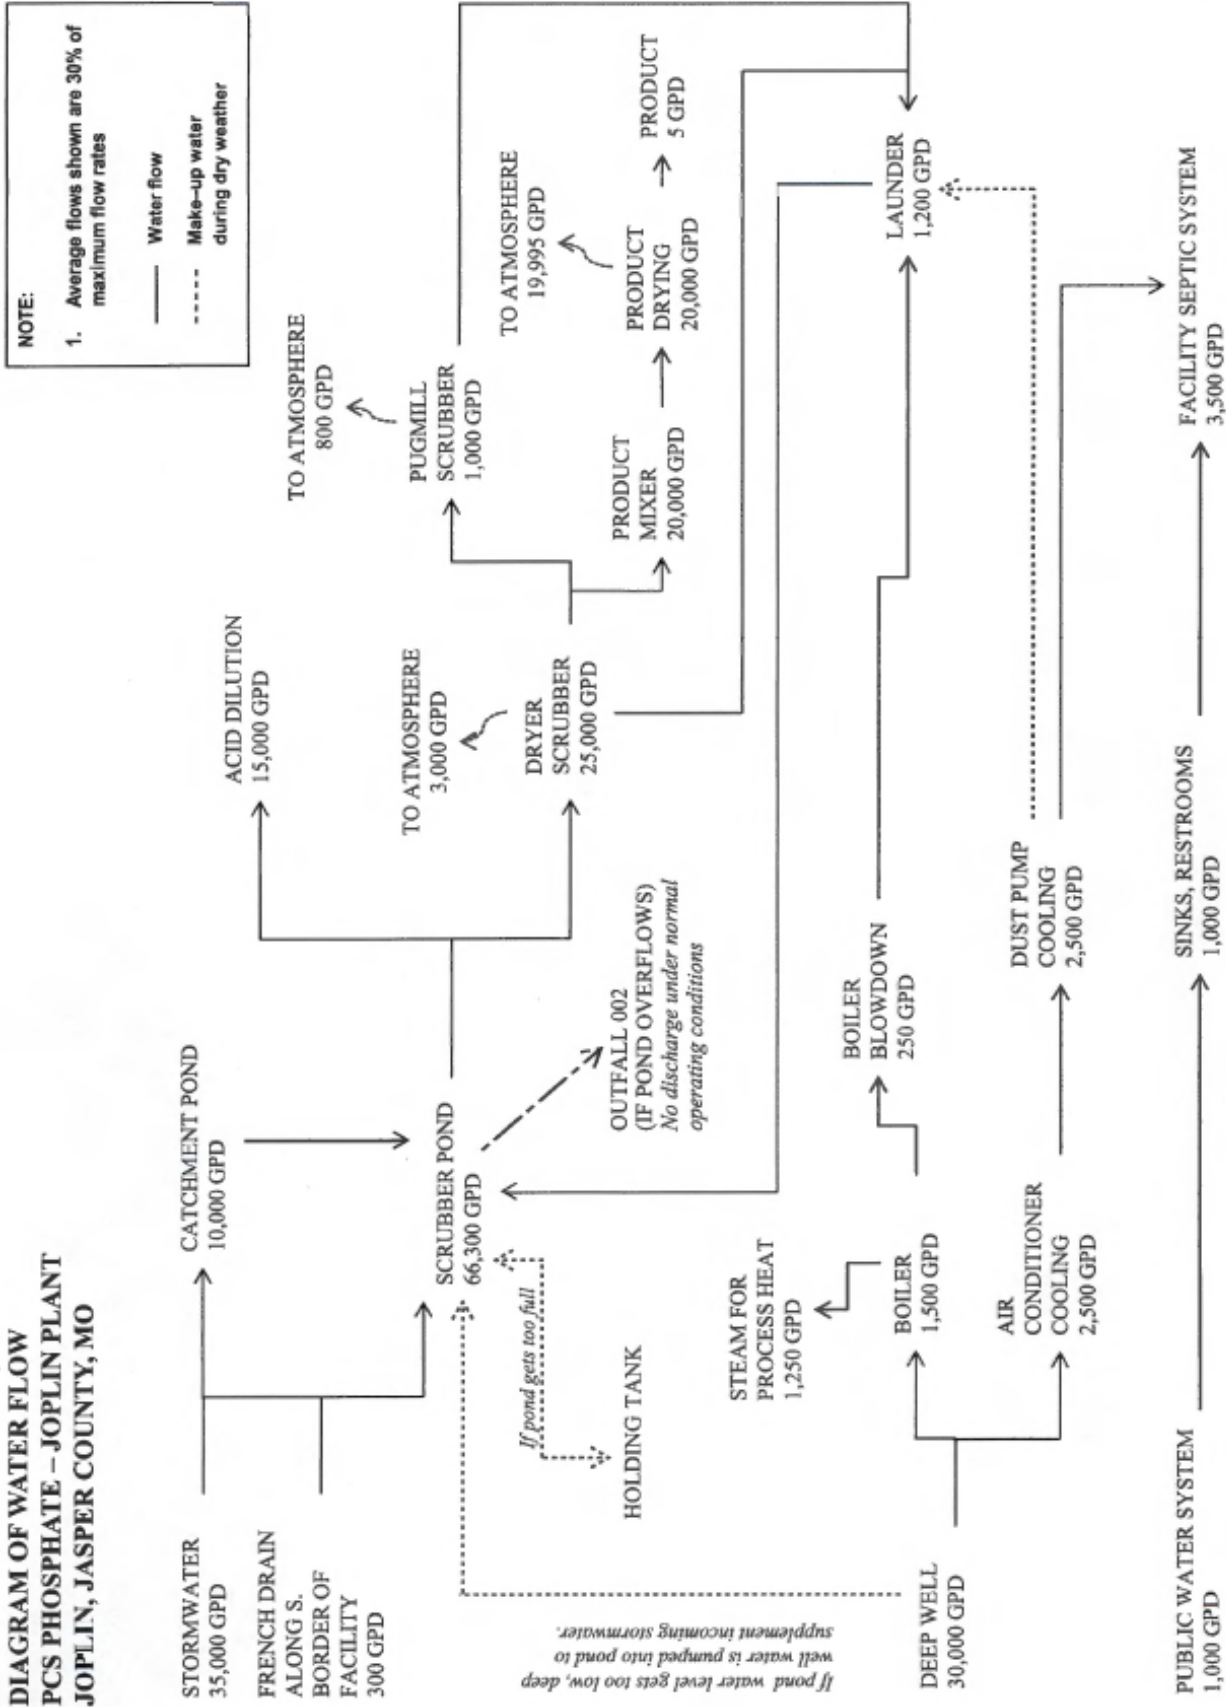 DIAGRAM OF WATER FLOW
PCS PHOSPHATE – JOPLIN PLANT
JOPLIN, JASPER COUNTY, MO
NOTE:
1. Average flows shown are 30% of
maximum flow rates
Water flow
Make–up water
during dry weather
STORMWATER
35,000 GPD
FRENCH DRAIN
ALONG S.
BORDER OF
FACILITY
300 GPD
CATCHMENT POND
10,000 GPD
SCRUBBER POND
66,300 GPD
If pond gets too full
HOLDING TANK
OUTFALL 002
(IF POND OVERFLOWS)
No discharge under normal
operating conditions
ACID DILUTION
15,000 GPD
TO ATMOSPHERE
3,000 GPD
DRYER
SCRUBBER
25,000 GPD
TO ATMOSPHERE
800 GPD
PUGMILL
SCRUBBER
1,000 GPD
PRODUCT
MIXER
20,000 GPD
TO ATMOSPHERE
19,995 GPD
PRODUCT
DRYING
20,000 GPD
PRODUCT
5 GPD
If pond water level gets too low, deep
well water is pumped into pond to
supplement incoming stormwater.
DEEP WELL
30,000 GPD
STEAM FOR
PROCESS HEAT
1,250 GPD
BOILER
1,500 GPD
BOILER
BLOWDOWN
250 GPD
LAUNDER
1,200 GPD
AIR
CONDITIONER
COOLING
2,500 GPD
DUST PUMP
COOLING
2,500 GPD
PUBLIC WATER SYSTEM
1,000 GPD
SINKS, RESTROOMS
1,000 GPD
FACILITY SEPTIC SYSTEM
3,500 GPD